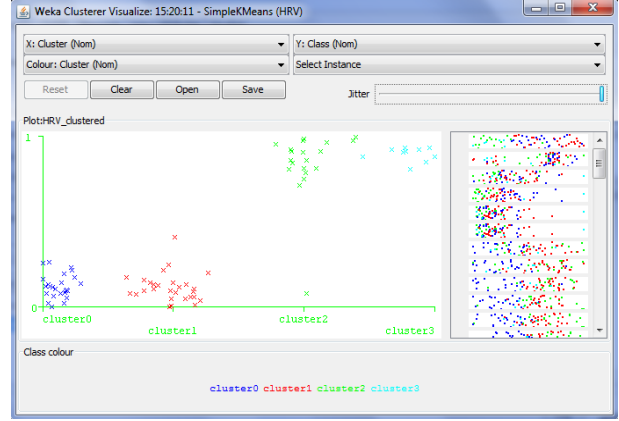 Weka Clusterer Visualize: 15:20:11 - SimpleKMeans (HRV)
X: Cluster (Nom) Y: Class (Nom)
Colour: Cluster (Nom) Select Instance
Reset Clear Open Save Jitter
Plot:HRV_clustered
1
0
cluster0 cluster2
cluster1 cluster3
Class colour
cluster0 cluster1 cluster2 cluster3